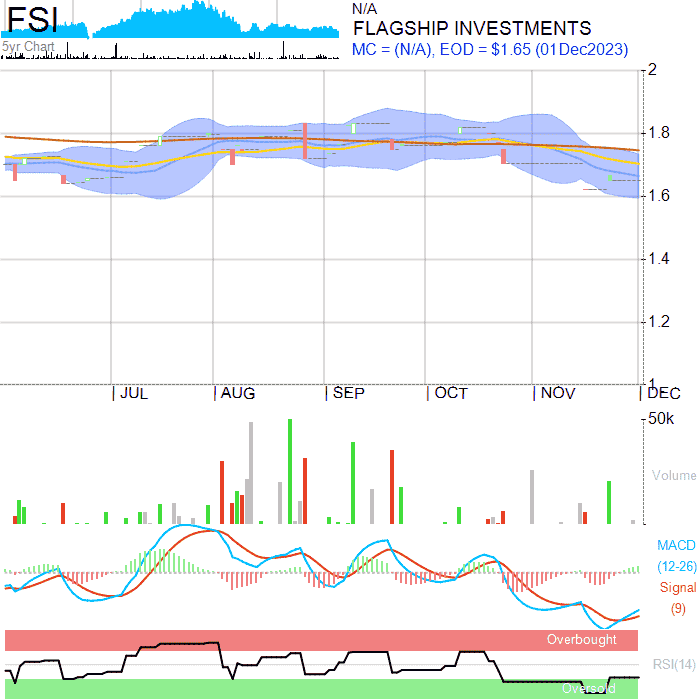 FSI
N/A
FLAGSHIP INVESTMENTS
5yr Chart
MC = (N/A), EOD = $1.65 (01Dec2023)
2
1.8
1.6
1.4
1.2
1
JUL
AUG
SEP
OCT
NOV
DEC
50k
Volume
MACD
(12-26)
Signal
(9)
Overbought
RSI(14)
Oversold